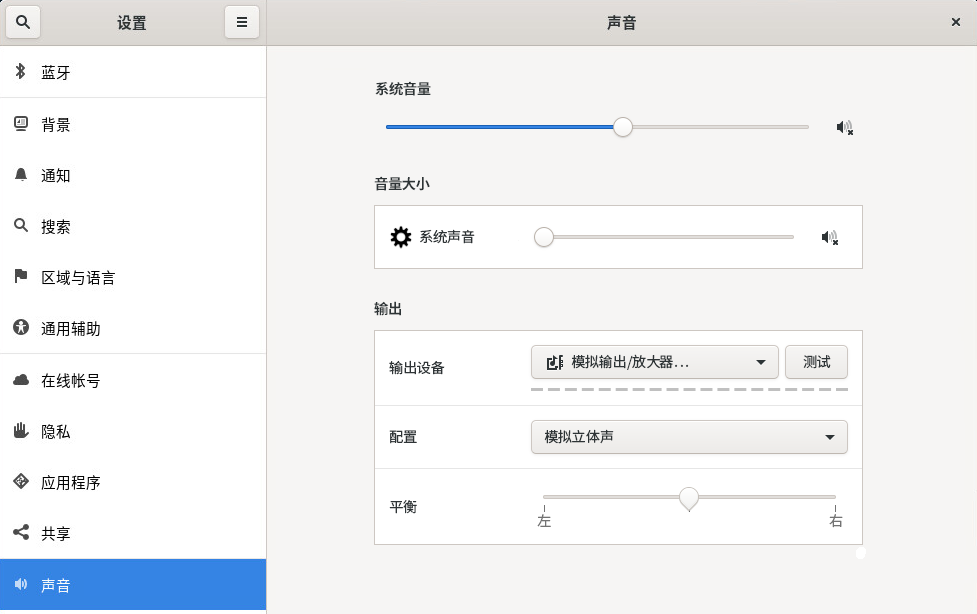 设置
声音
蓝牙
背景
通知
搜索
区域与语言
通用辅助
在线帐号
隐私
应用程序
共享
声音
系统音量
音量大小
系统声音
输出
输出设备
模拟输出/放大器…
测试
配置
模拟立体声
平衡
左
右